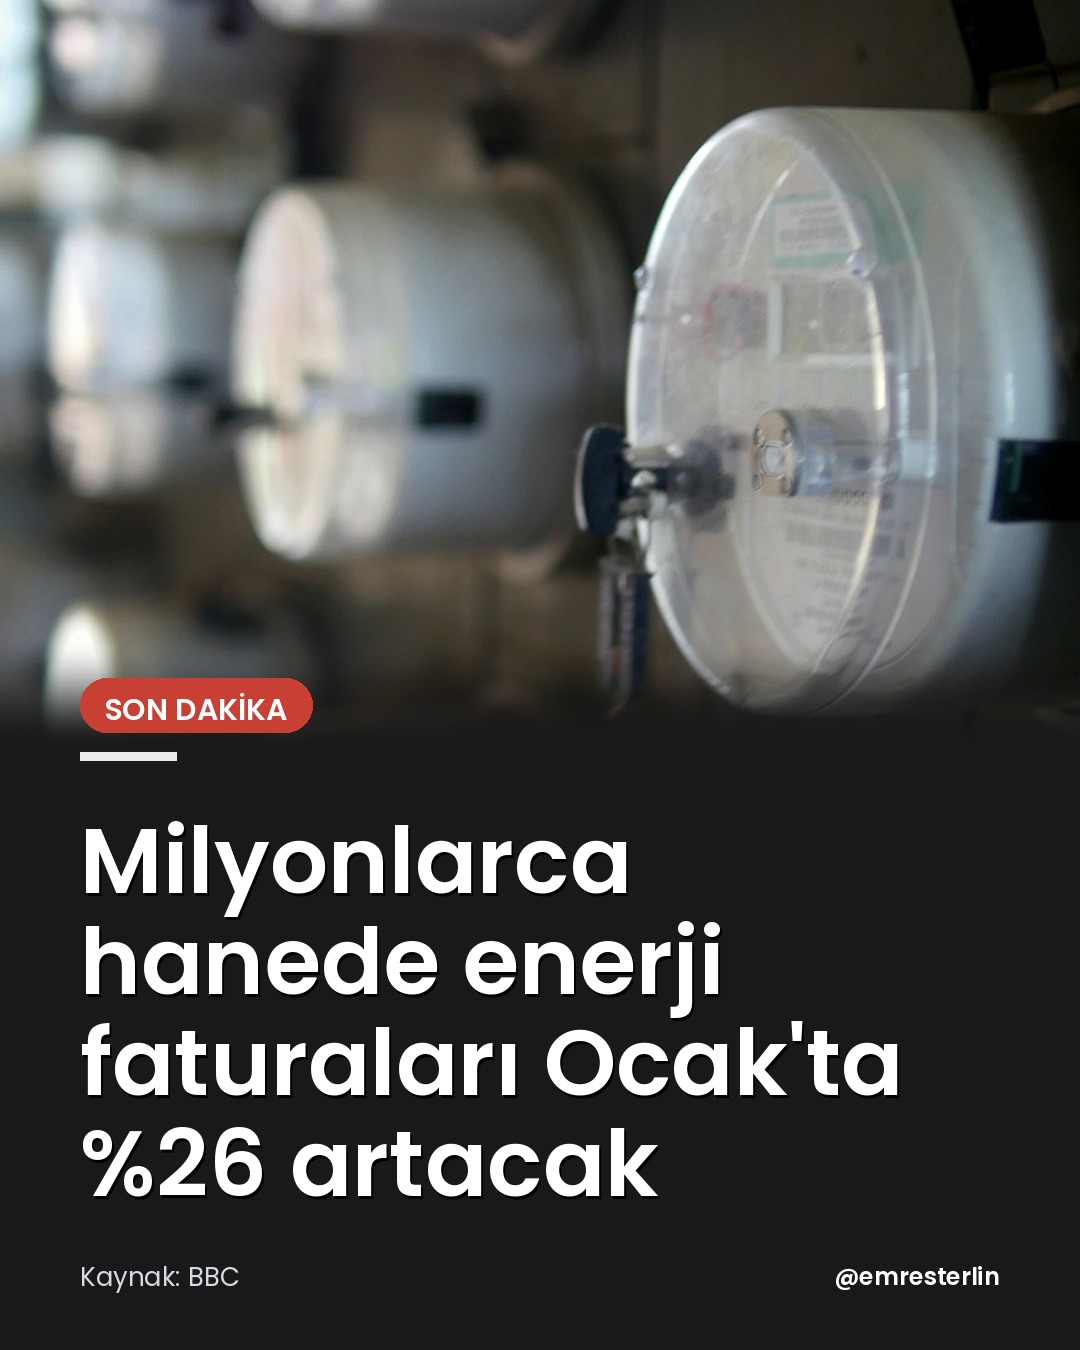 SON DAKİKA
Milyonlarca
hanede enerji
faturaları Ocak'ta
%26 artacak
Kaynak: BBC
@emresterlin